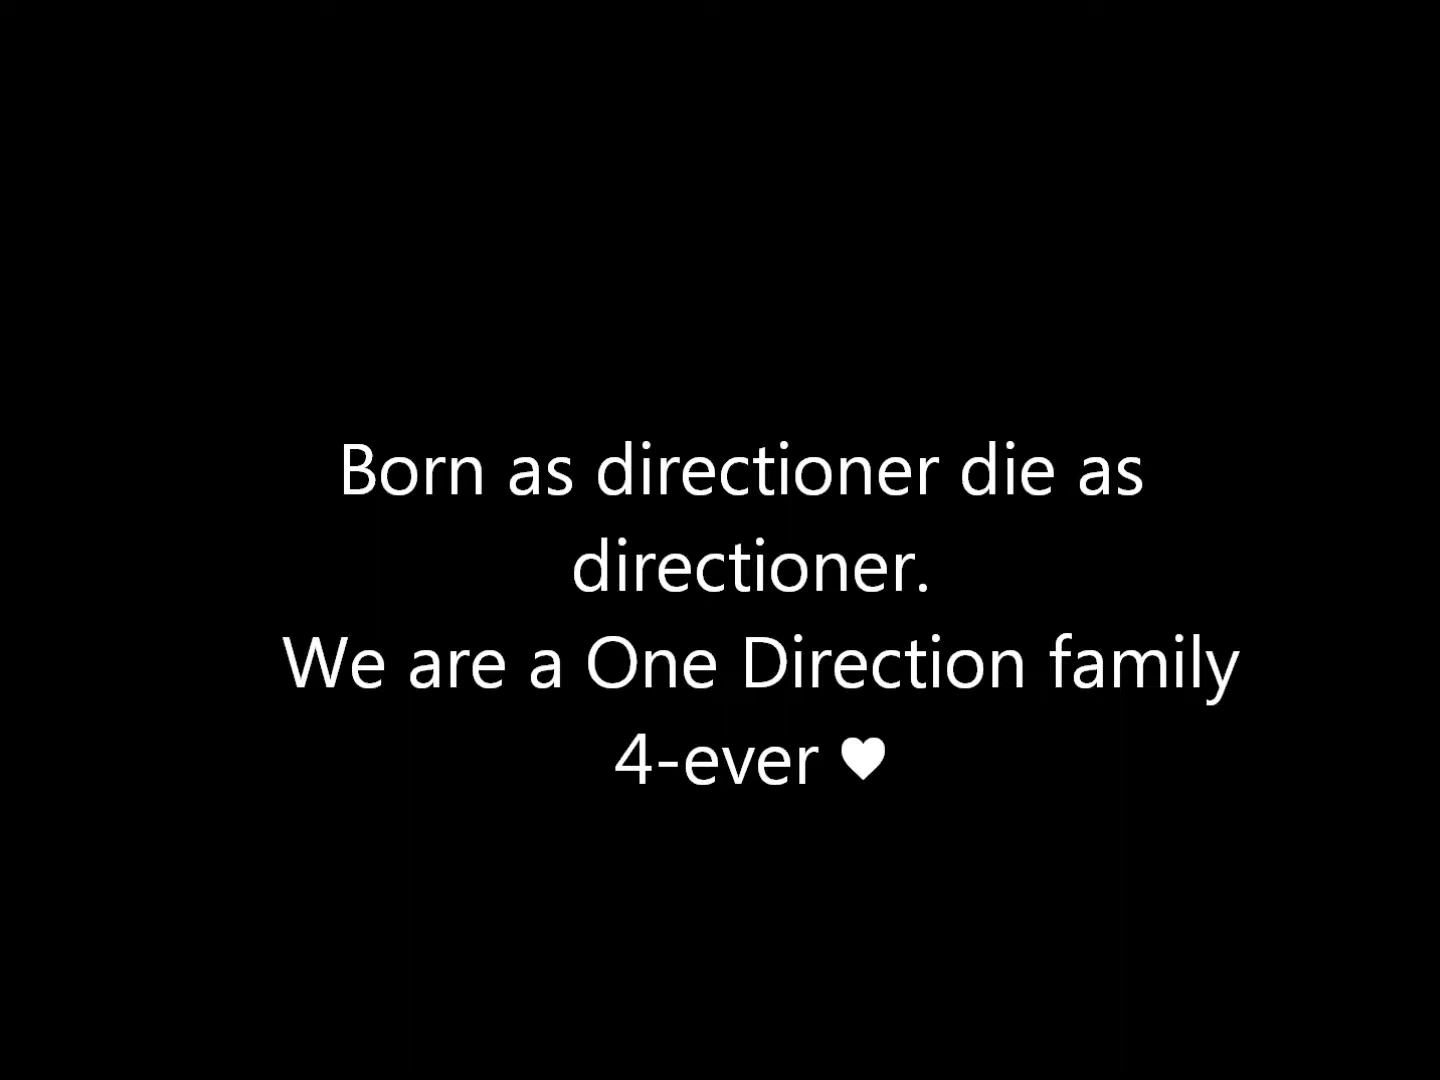 Born as directioner die as
directioner.
We are a One Direction family
4-ever ♥